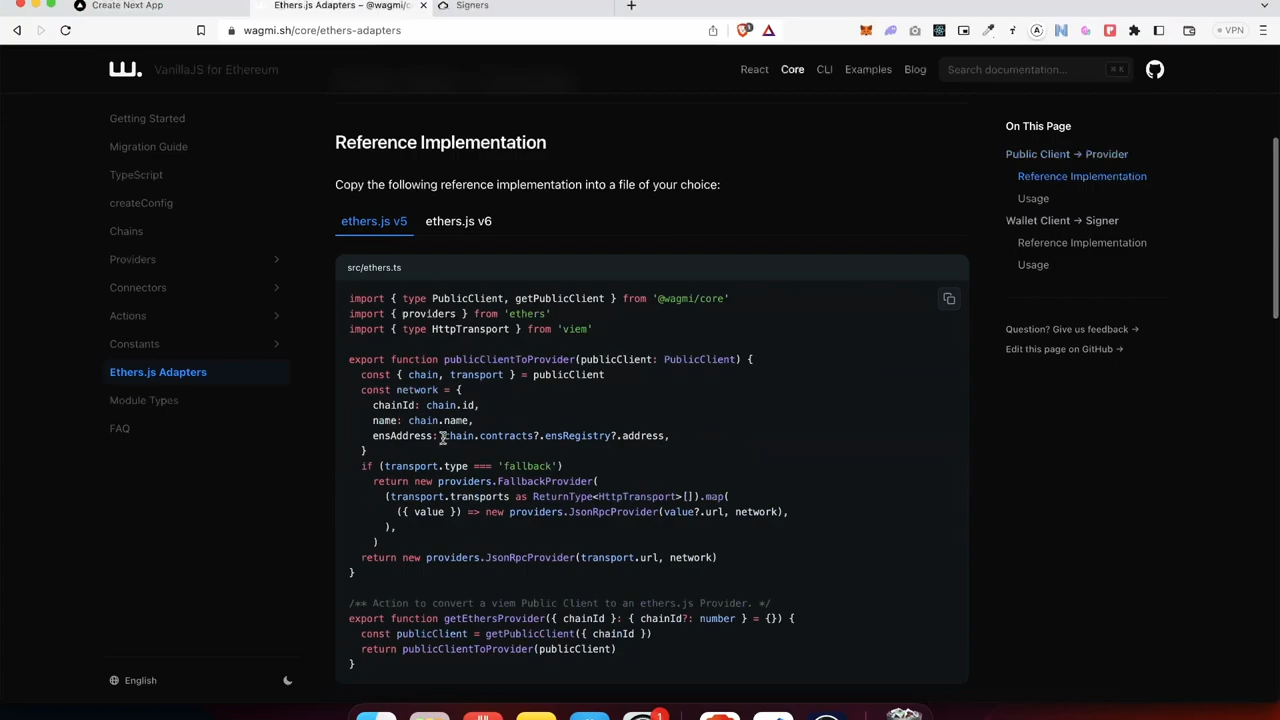 Create Next App
Ethers.js Adapters – @wagmi/c
Signers
wagmi.sh/core/ethers-adapters
VPN
VanillaJS for Ethereum
React
Core
CLI
Examples
Blog
Search documentation...
⌘ K
Getting Started
Migration Guide
TypeScript
createConfig
Chains
Providers
Connectors
Actions
Constants
Ethers.js Adapters
Module Types
FAQ
English
Reference Implementation
Copy the following reference implementation into a file of your choice:
ethers.js v5
ethers.js v6
src/ethers.ts
import { type PublicClient, getPublicClient } from '@wagmi/core'
import { providers } from 'ethers'
import { type HttpTransport } from 'viem'
export function publicClientToProvider(publicClient: PublicClient) {
const { chain, transport } = publicClient
const network = {
chainId: chain.id,
name: chain.name,
ensAddress: chain.contracts?.ensRegistry?.address,
}
if (transport.type === 'fallback')
return new providers.FallbackProvider(
(transport.transports as ReturnType<HttpTransport>[]).map(
({ value }) => new providers.JsonRpcProvider(value?.url, network),
),
)
return new providers.JsonRpcProvider(transport.url, network)
}
/** Action to convert a viem Public Client to an ethers.js Provider. */
export function getEthersProvider({ chainId }: { chainId?: number } = {}) {
const publicClient = getPublicClient({ chainId })
return publicClientToProvider(publicClient)
}
On This Page
Public Client → Provider
Reference Implementation
Usage
Wallet Client → Signer
Reference Implementation
Usage
Question? Give us feedback →
Edit this page on GitHub →
1